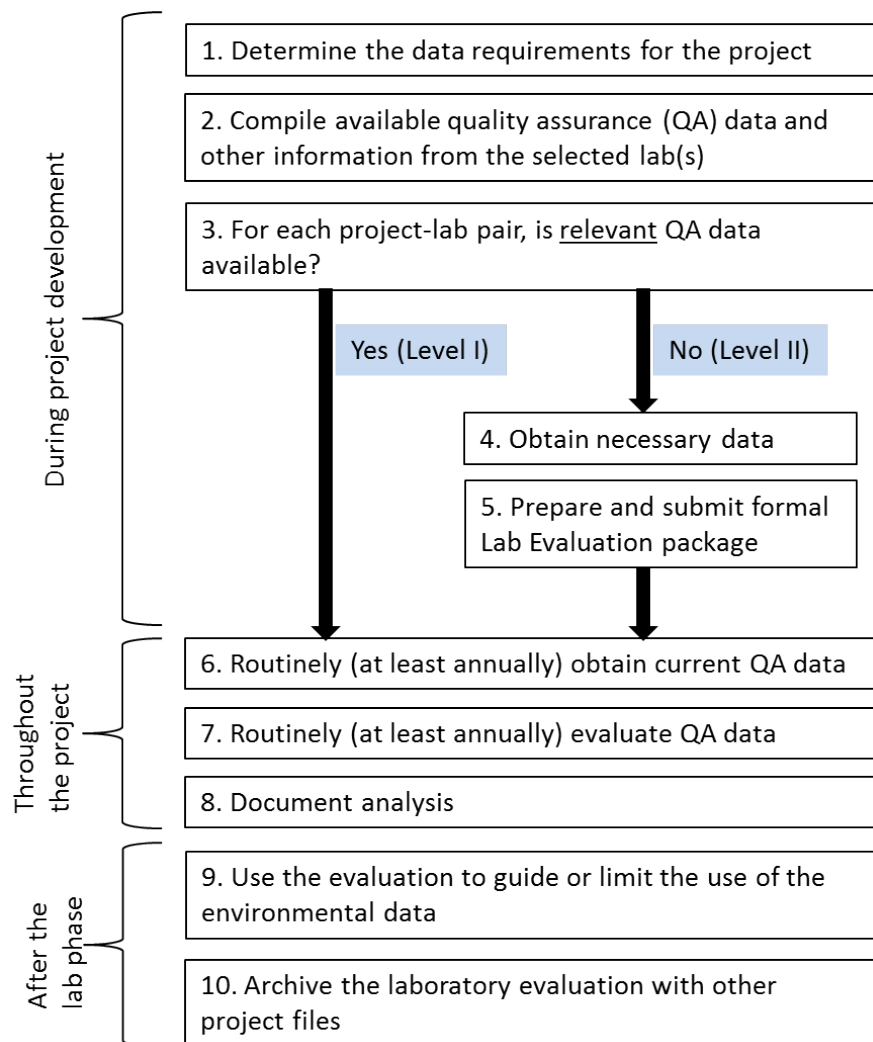 During project development
1. Determine the data requirements for the project
2. Compile available quality assurance (QA) data and
other information from the selected lab(s)
3. For each project-lab pair, is relevant QA data
available?
Yes (Level I)
No (Level II)
4. Obtain necessary data
5. Prepare and submit formal
Lab Evaluation package
Throughout
the project
6. Routinely (at least annually) obtain current QA data
7. Routinely (at least annually) evaluate QA data
8. Document analysis
After the
lab phase
9. Use the evaluation to guide or limit the use of the
environmental data
10. Archive the laboratory evaluation with other
project files